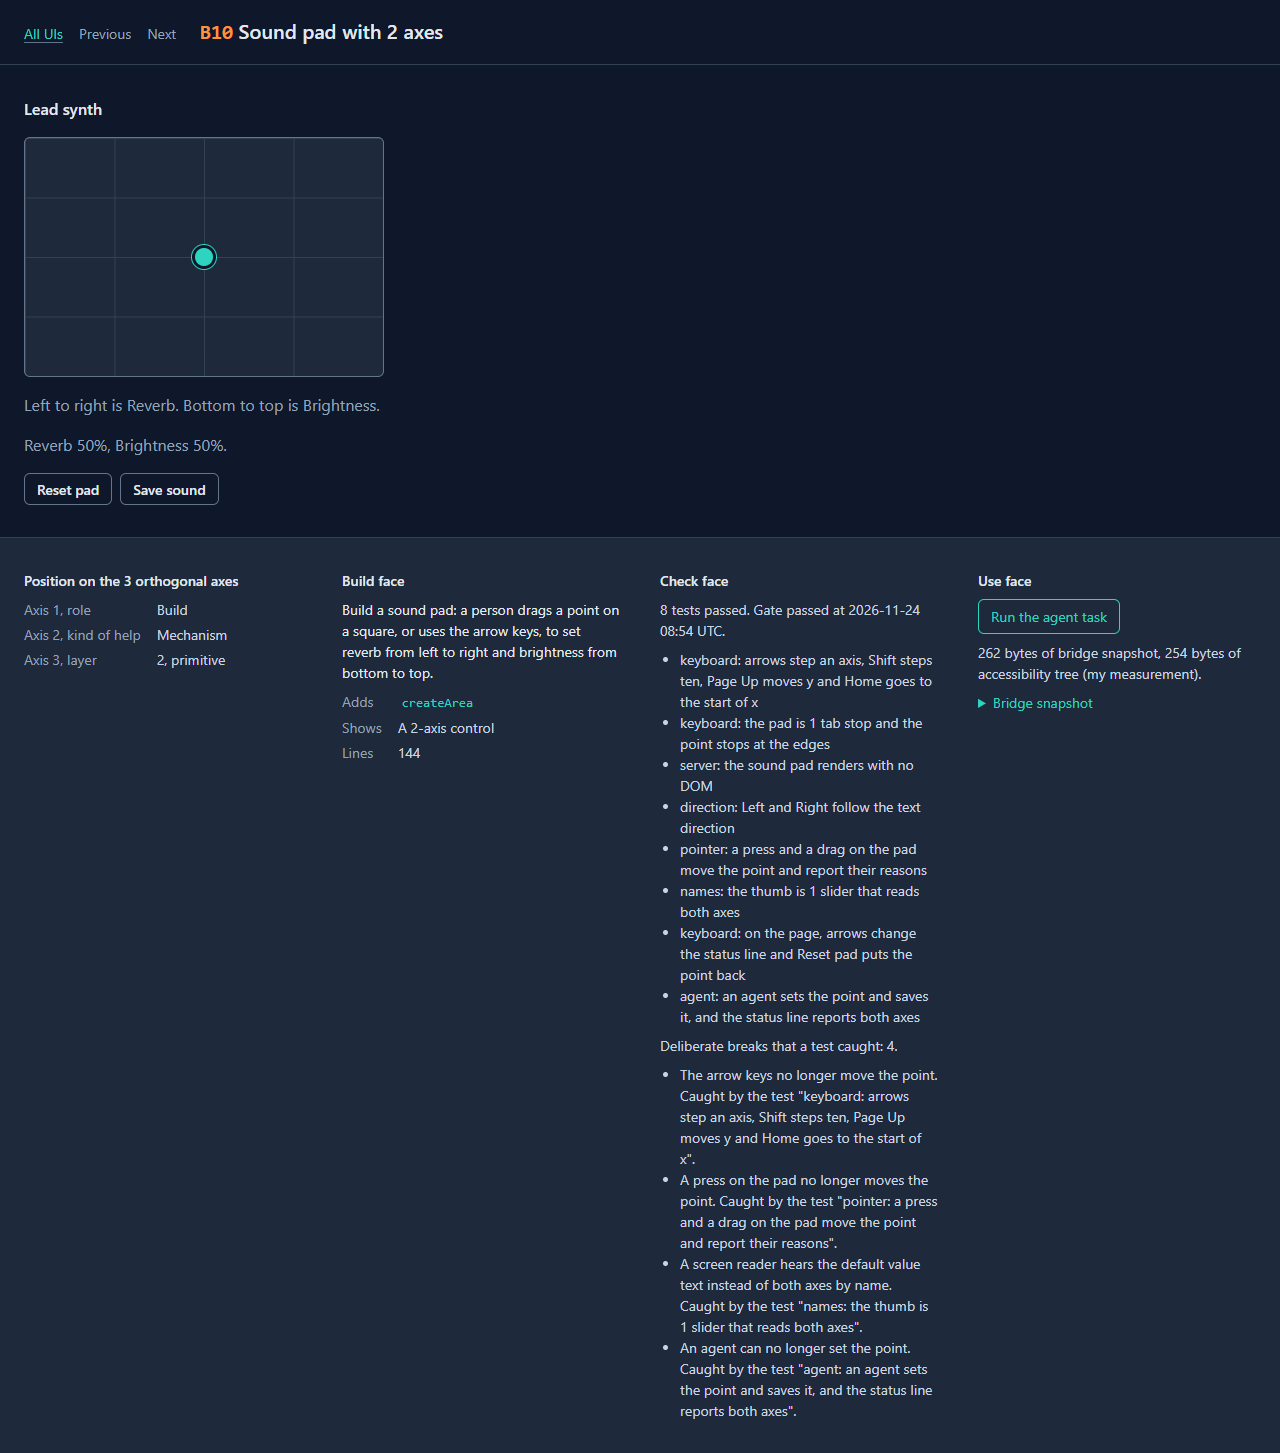 All UIs Previous Next B10 Sound pad with 2 axes
Lead synth
Left to right is Reverb. Bottom to top is Brightness.
Reverb 50%, Brightness 50%.
Reset pad Save sound
Position on the 3 orthogonal axes
Axis 1, role Build
Axis 2, kind of help Mechanism
Axis 3, layer 2, primitive
Build face
Build a sound pad: a person drags a point on
a square, or uses the arrow keys, to set
reverb from left to right and brightness from
bottom to top.
Adds createArea
Shows A 2-axis control
Lines 144
Check face
8 tests passed. Gate passed at 2026-11-24
08:54 UTC.
• keyboard: arrows step an axis, Shift steps
ten, Page Up moves y and Home goes to
the start of x
• keyboard: the pad is 1 tab stop and the
point stops at the edges
• server: the sound pad renders with no
DOM
• direction: Left and Right follow the text
direction
• pointer: a press and a drag on the pad
move the point and report their reasons
• names: the thumb is 1 slider that reads
both axes
• keyboard: on the page, arrows change
the status line and Reset pad puts the
point back
• agent: an agent sets the point and saves
it, and the status line reports both axes
Deliberate breaks that a test caught: 4.
• The arrow keys no longer move the point.
Caught by the test "keyboard: arrows
step an axis, Shift steps ten, Page Up
moves y and Home goes to the start of
x".
• A press on the pad no longer moves the
point. Caught by the test "pointer: a press
and a drag on the pad move the point
and report their reasons".
• A screen reader hears the default value
text instead of both axes by name.
Caught by the test "names: the thumb is
1 slider that reads both axes".
• An agent can no longer set the point.
Caught by the test "agent: an agent sets
the point and saves it, and the status line
reports both axes".
Use face
Run the agent task
262 bytes of bridge snapshot, 254 bytes of
accessibility tree (my measurement).
▶ Bridge snapshot